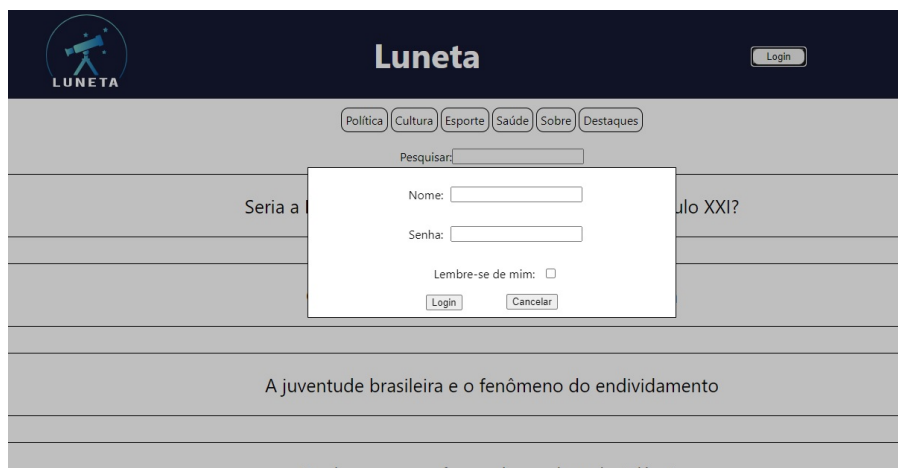 LUNETA
Luneta
Login
Política Cultura Esporte Saúde Sobre Destaques
Pesquisar:
Seria a
XXI?
Nome:
Senha:
Lembre-se de mim:
Login Cancelar
A juventude brasileira e o fenômeno do endividamento